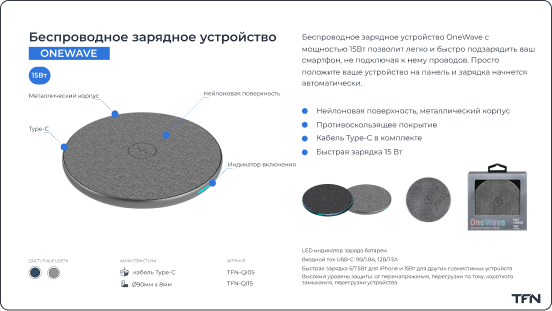 Беспроводное зарядное устройство
ONEWAVE
15Вт
Металлический корпус
Нейлоновая поверхность
Type-C
Индикатор включения
ДОСТУПНЫЕ ЦВЕТА
ХАРАКТЕРИСТИКИ
АРТИКУЛ
кабель Type-C
TFN-QI05
Ø90мм x 8мм
TFN-QI15
Беспроводное зарядное устройство OneWave с
мощностью 15Вт позволит легко и быстро подзарядить ваш
смартфон, не подключая к нему проводов. Просто
положите ваше устройство на панель и зарядка начнется
автоматически.
Нейлоновая поверхность, металлический корпус
Противоскользящее покрытие
Кабель Type-C в комплекте
Быстрая зарядка 15 Вт
OneWave
LED индикатор заряда батареи
Входной ток USB-C: 9В/1.8А, 12В/1.5А
Быстрая зарядка 5/7.5Вт для iPhone и 15Вт для других совместимых устройств
Высокий уровень защиты: от перенапряжения, перегрузки по току, короткого
замыкания, перегрузки устройства
TFN